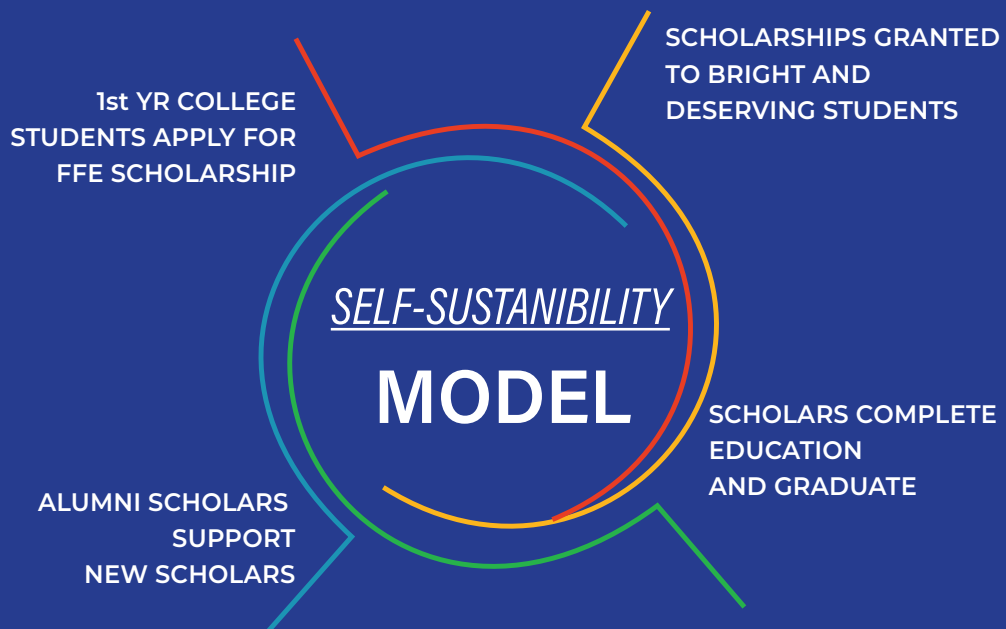 1st YR COLLEGE
STUDENTS APPLY FOR
FFE SCHOLARSHIP
SCHOLARSHIPS GRANTED
TO BRIGHT AND
DESERVING STUDENTS
SELF-SUSTANIBILITY
MODEL
SCHOLARS COMPLETE
EDUCATION
AND GRADUATE
ALUMNI SCHOLARS
SUPPORT
NEW SCHOLARS